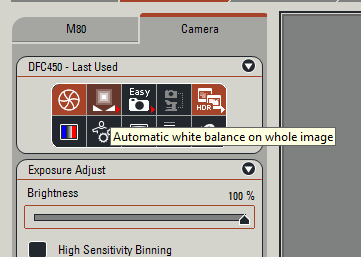 M80 Camera
DFC450 - Last Used
Easy
HDR
Automatic white balance on whole image
Exposure Adjust
Brightness 100 %
High Sensitivity Binning